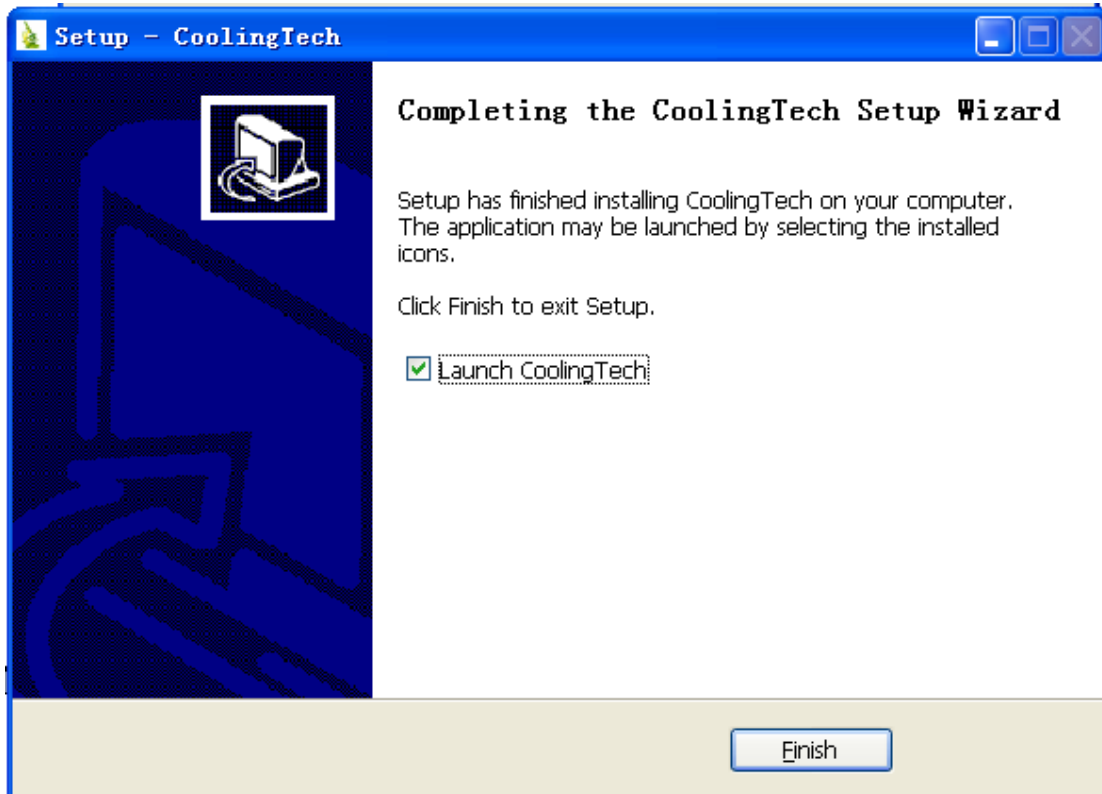 Setup - CoolingTech
Completing the CoolingTech Setup Wizard
Setup has finished installing CoolingTech on your computer.
The application may be launched by selecting the installed
icons.
Click Finish to exit Setup.
Launch CoolingTech
Finish